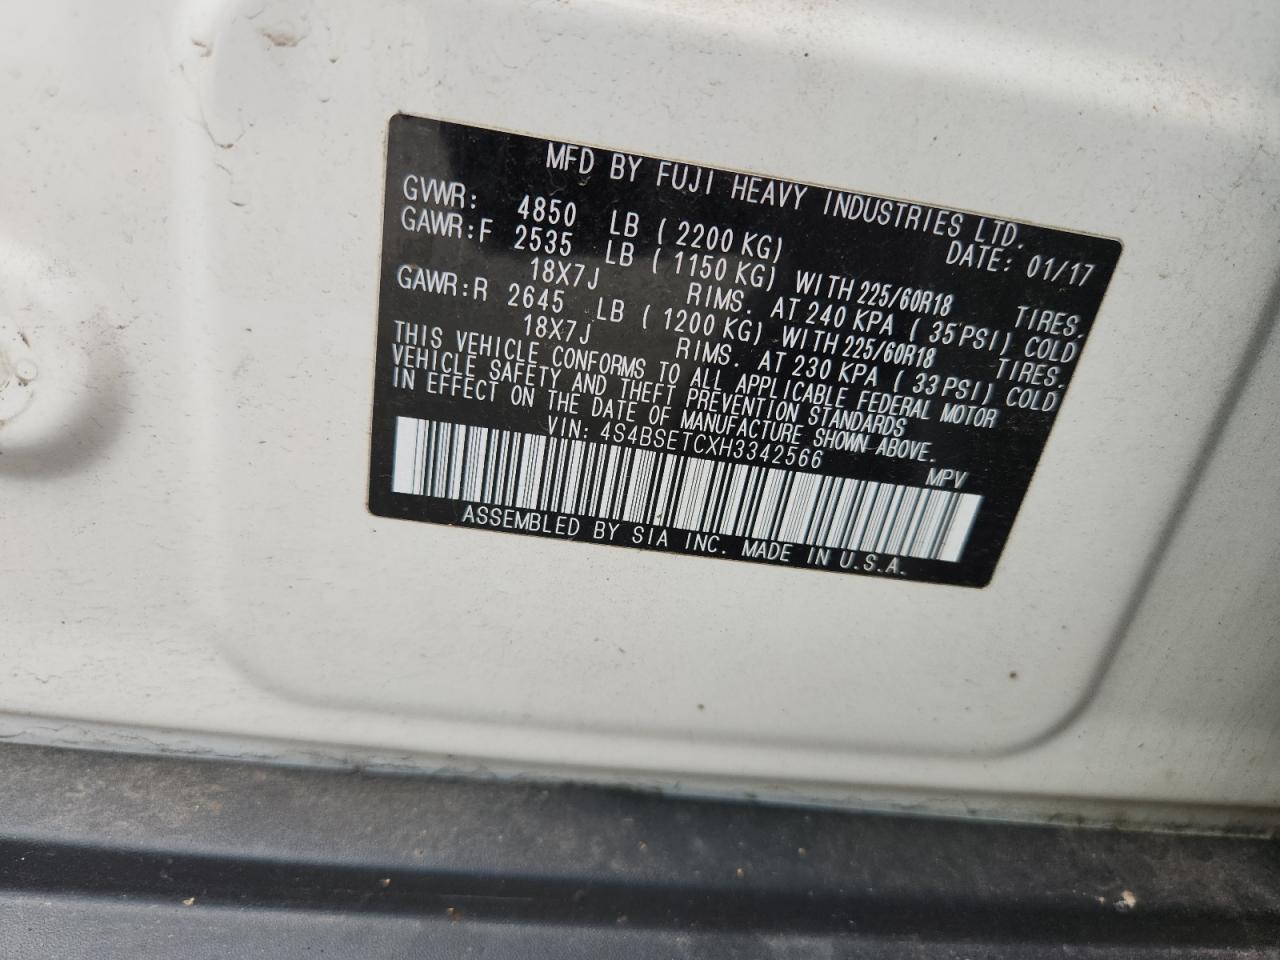 MFD BY FUJI HEAVY INDUSTRIES LTD.
DATE: 01/17
GVWR: 4850 LB ( 2200 KG)
GAWR:F 2535 LB ( 1150 KG) WITH 225/60R18 TIRES.
18X7J RIMS. AT 240 KPA ( 35 PSI) COLD
GAWR:R 2645 LB ( 1200 KG) WITH 225/60R18 TIRES.
18X7J RIMS. AT 230 KPA ( 33 PSI) COLD
THIS VEHICLE CONFORMS TO ALL APPLICABLE FEDERAL MOTOR
VEHICLE SAFETY AND THEFT PREVENTION STANDARDS
IN EFFECT ON THE DATE OF MANUFACTURE SHOWN ABOVE.
VIN: 4S4BSETCXH3342566 MPV
ASSEMBLED BY SIA INC. MADE IN U.S.A.